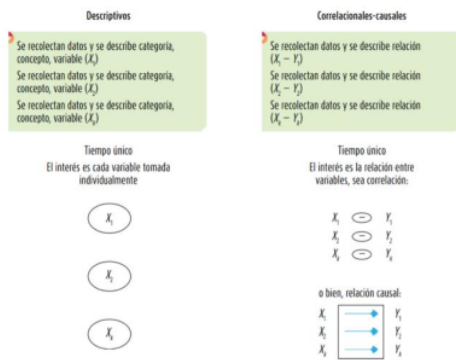 Descriptivos
Se recolectan datos y se describe categoría,
concepto, variable (X₁)
Se recolectan datos y se describe categoría,
concepto, variable (X₂)
Se recolectan datos y se describe categoría,
concepto, variable (Xₖ)
Tiempo único
El interés es cada variable tomada
individualmente
X₁
X₂
Xₖ
Correlacionales-causales
Se recolectan datos y se describe relación
(X₁ – Y₁)
Se recolectan datos y se describe relación
(X₂ – Y₂)
Se recolectan datos y se describe relación
(Xₖ – Yₖ)
Tiempo único
El interés es la relación entre
variables, sea correlación:
X₁ – Y₁
X₂ – Y₂
Xₖ – Yₖ
o bien, relación causal:
X₁ Y₁
X₂ Y₂
Xₖ Yₖ